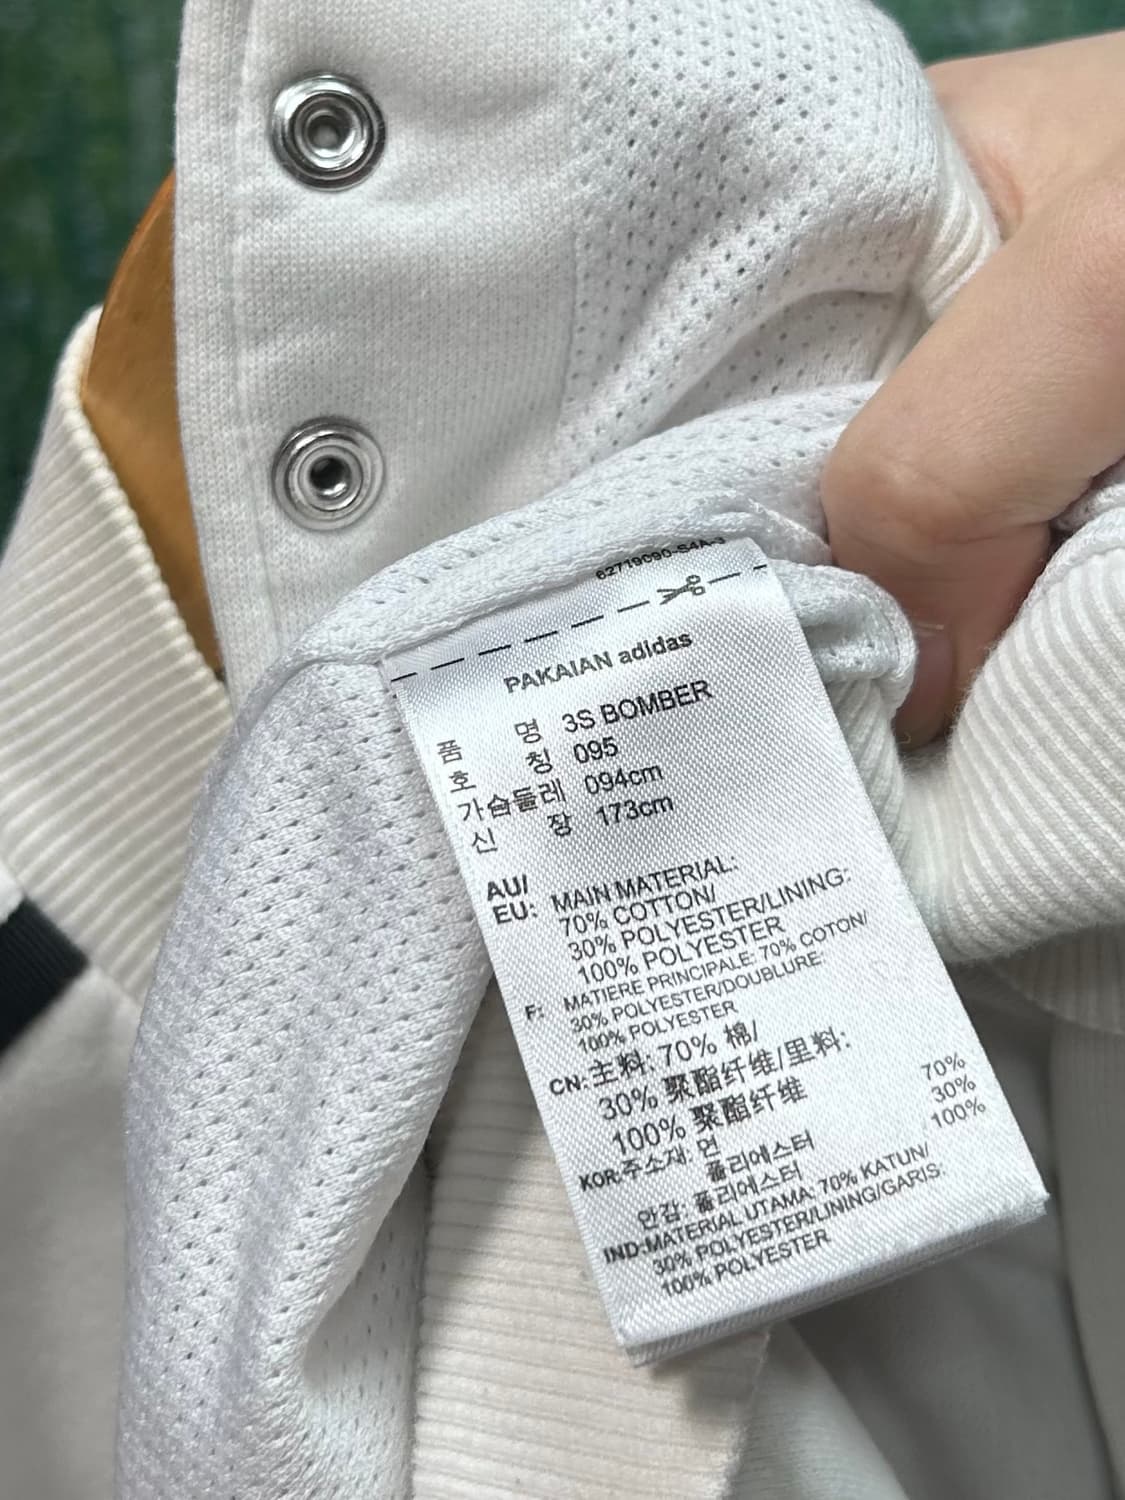 62719090-S4A-3
PAKAIAN adidas
품 명 3S BOMBER
호 칭 095
가슴둘레 094cm
신 장 173cm
AU/
EU: MAIN MATERIAL:
70% COTTON/
30% POLYESTER/LINING:
100% POLYESTER
F: MATIERE PRINCIPALE: 70% COTON/
30% POLYESTER/DOUBLURE:
100% POLYESTER
CN:主料: 70% 棉/
30% 聚酯纤维/里料:
100% 聚酯纤维
KOR:주소재: 면 70%
폴리에스터 30%
안감: 폴리에스터 100%
IND:MATERIAL UTAMA: 70% KATUN/
30% POLYESTER/LINING/GARIS:
100% POLYESTER